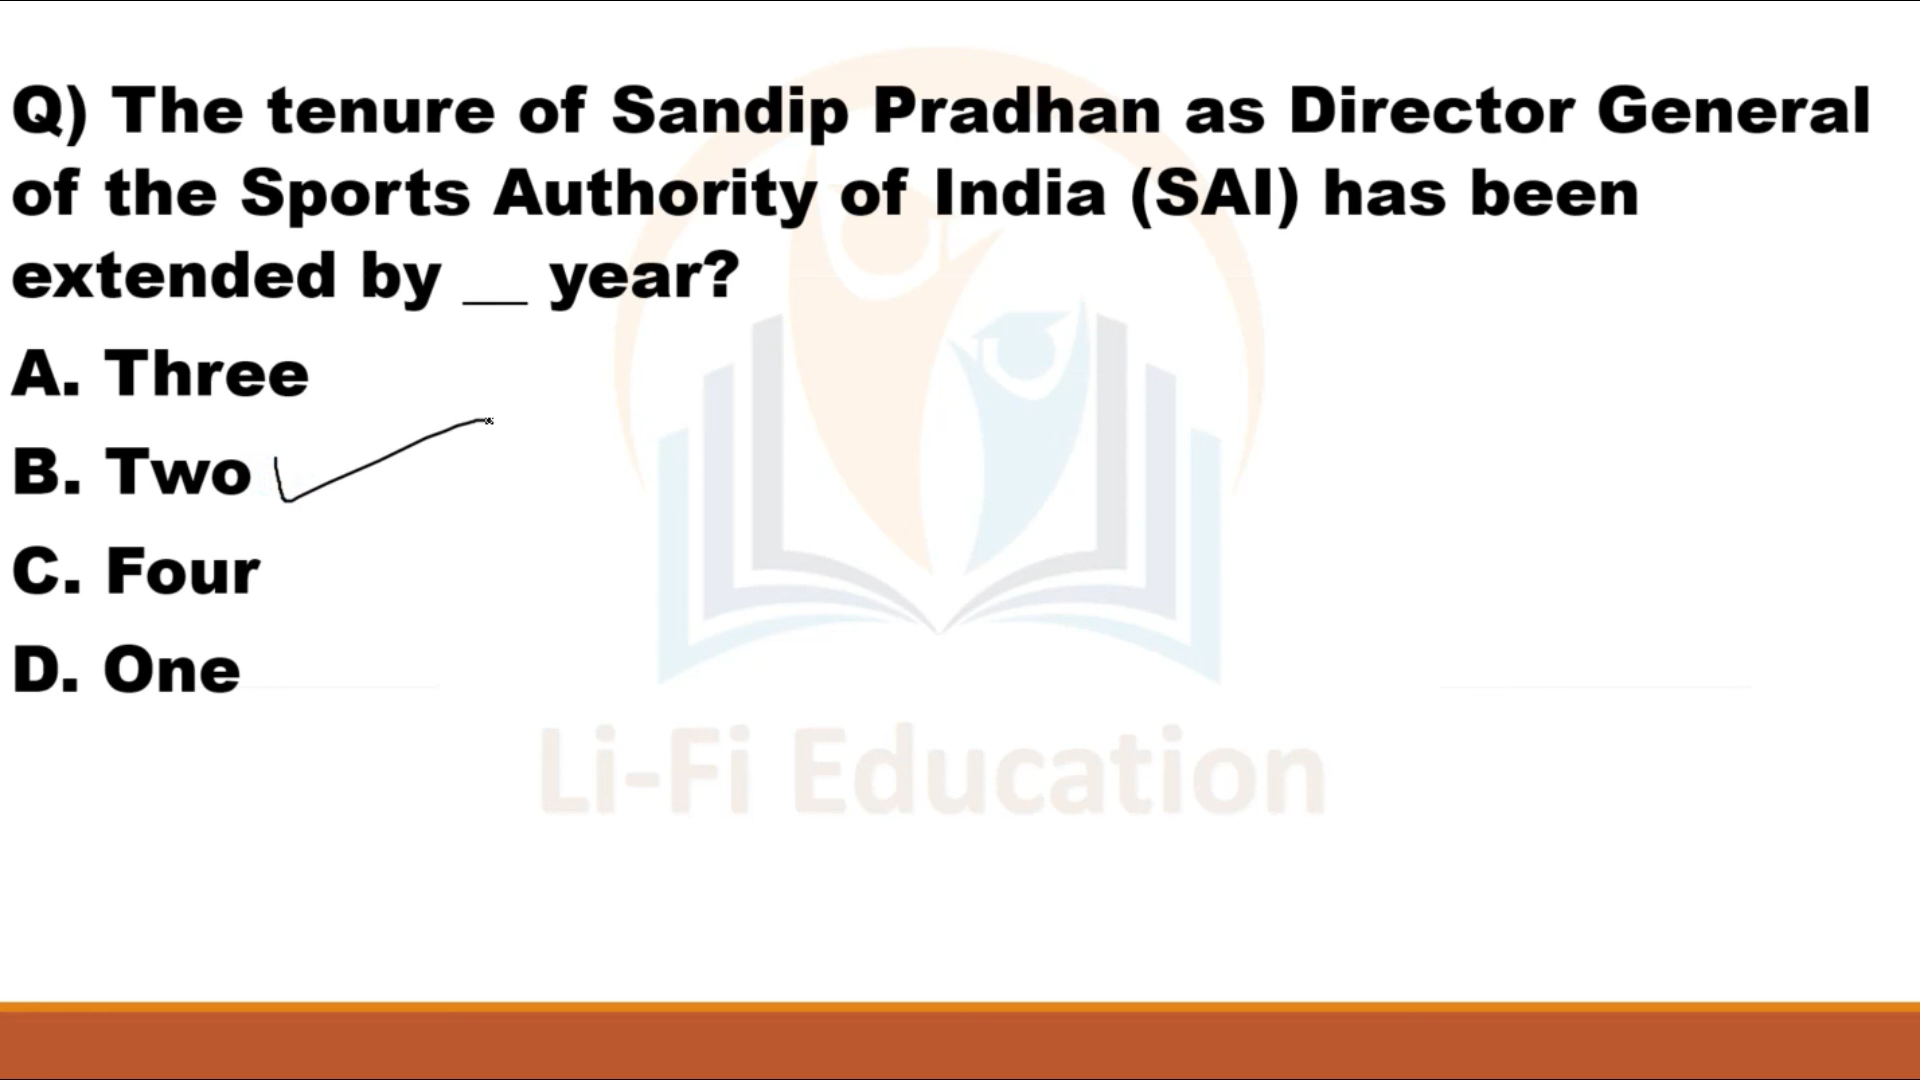 Q) The tenure of Sandip Pradhan as Director General
of the Sports Authority of India (SAI) has been
extended by __ year?
A. Three
B. Two
C. Four
D. One
Li-Fi Education